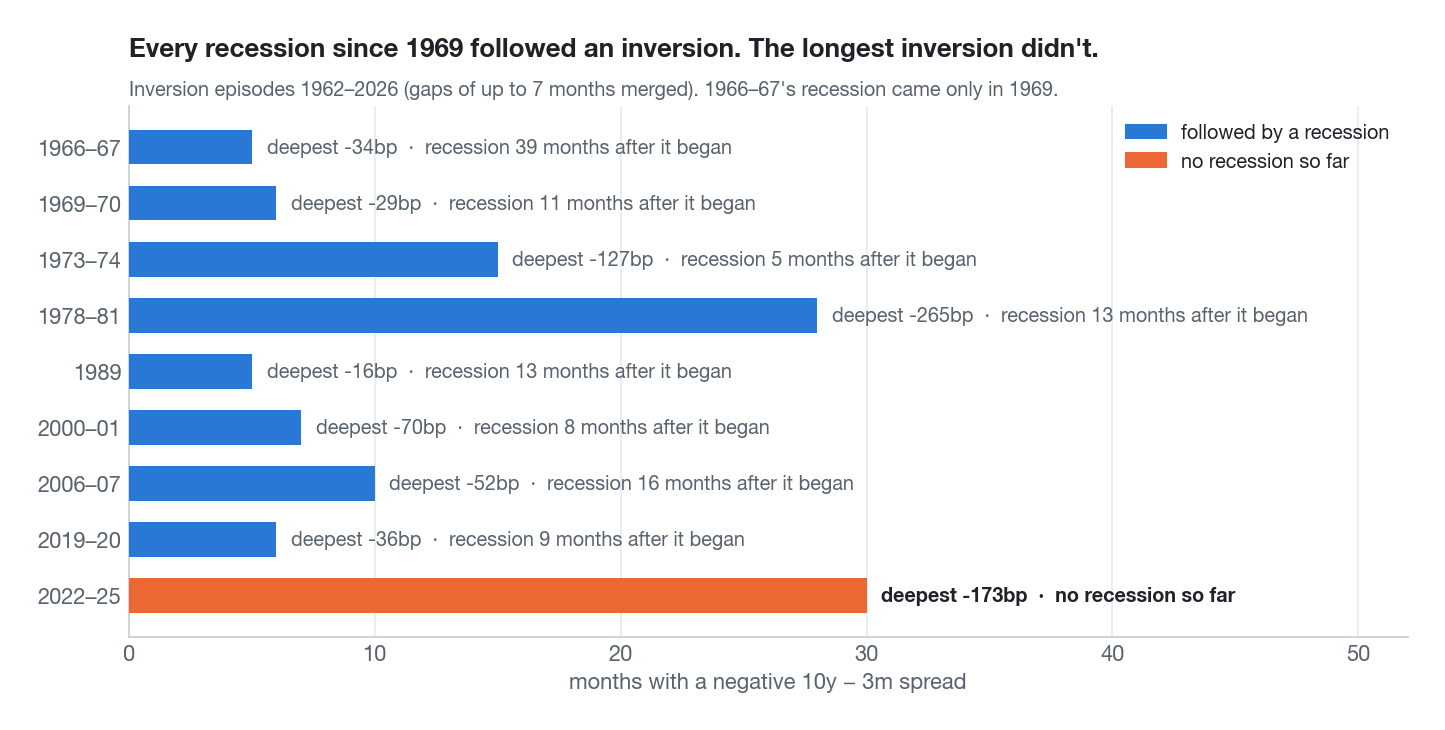 Every recession since 1969 followed an inversion. The longest inversion didn't.
Inversion episodes 1962–2026 (gaps of up to 7 months merged). 1966–67's recession came only in 1969.
followed by a recession
no recession so far
1966–67 deepest -34bp · recession 39 months after it began
1969–70 deepest -29bp · recession 11 months after it began
1973–74 deepest -127bp · recession 5 months after it began
1978–81 deepest -265bp · recession 13 months after it began
1989 deepest -16bp · recession 13 months after it began
2000–01 deepest -70bp · recession 8 months after it began
2006–07 deepest -52bp · recession 16 months after it began
2019–20 deepest -36bp · recession 9 months after it began
2022–25 deepest -173bp · no recession so far
0 10 20 30 40 50
months with a negative 10y – 3m spread